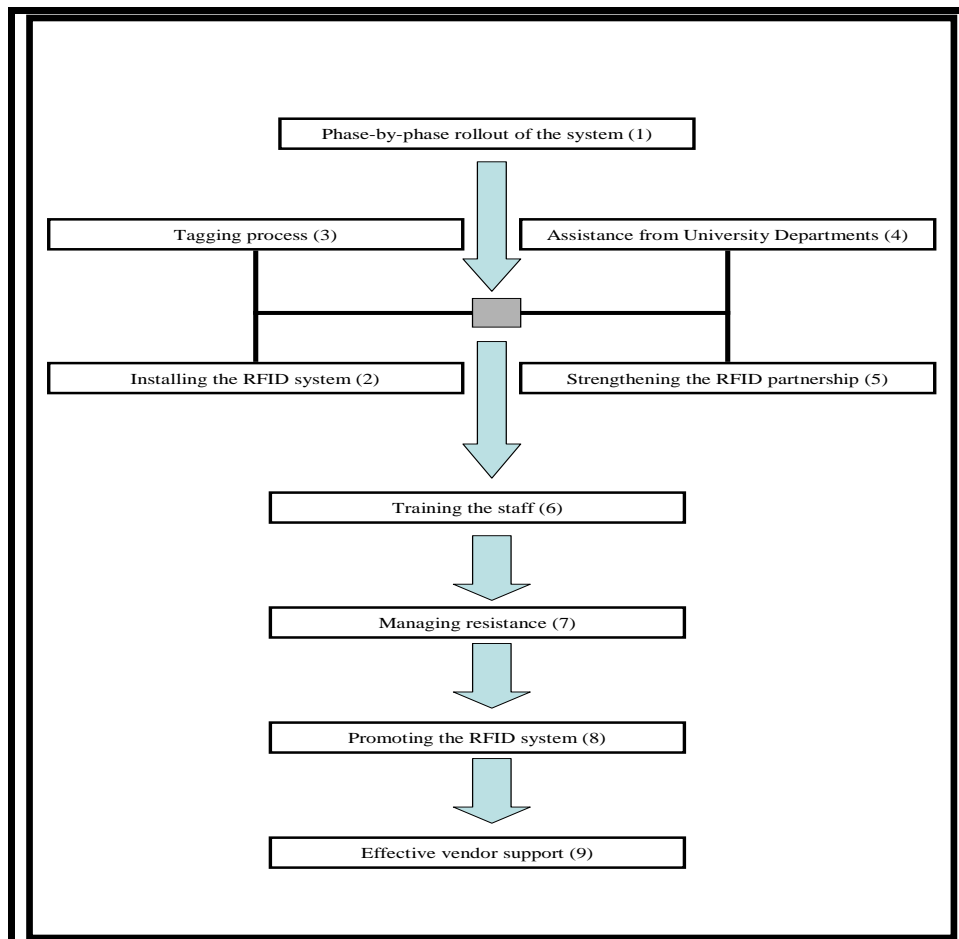 Phase-by-phase rollout of the system (1)
Tagging process (3)
Assistance from University Departments (4)
Installing the RFID system (2)
Strengthening the RFID partnership (5)
Training the staff (6)
Managing resistance (7)
Promoting the RFID system (8)
Effective vendor support (9)